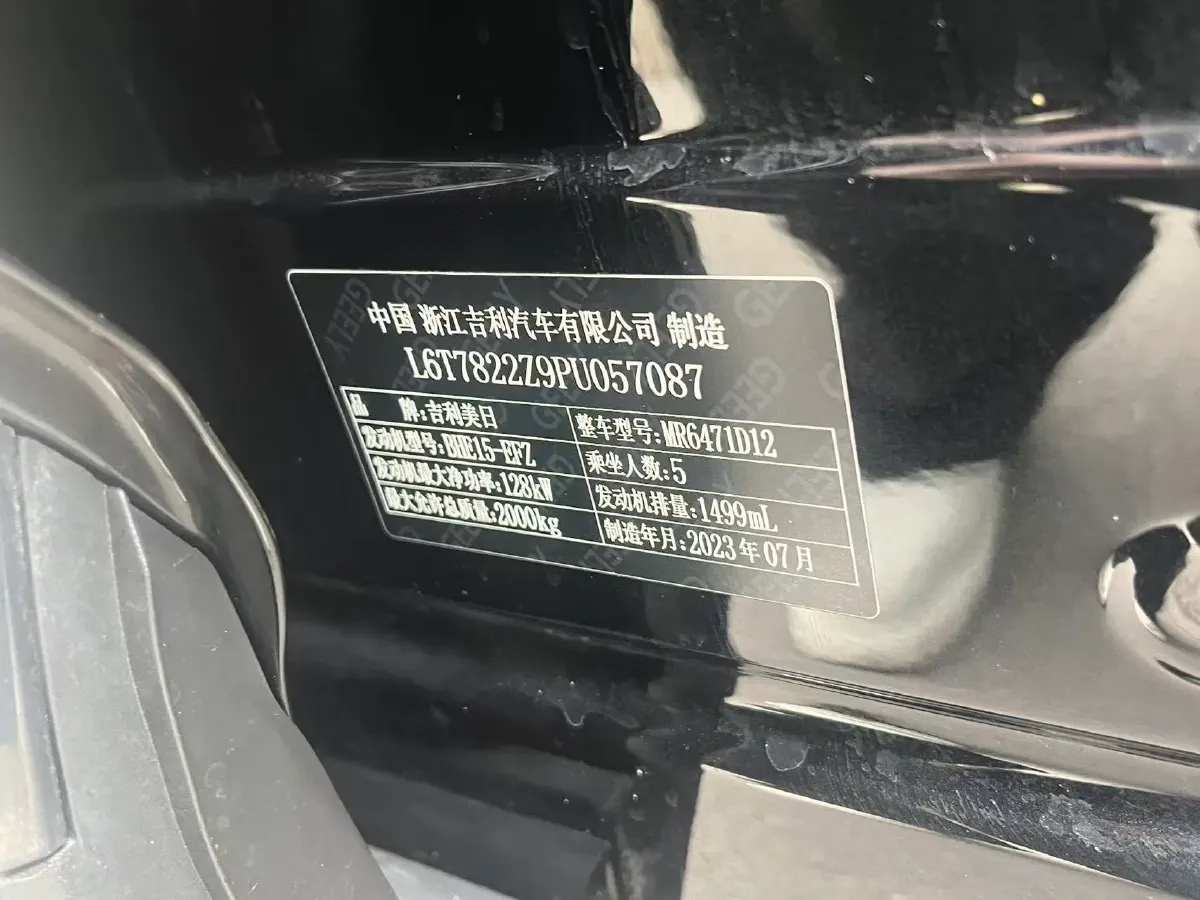 中国 浙江吉利汽车有限公司 制造
L6T7822Z9PU057087
品 牌:吉利美日 整车型号:MR6471D12
发动机型号:BHE15-EFZ 乘坐人数:5
发动机最大净功率:128kW 发动机排量:1499mL
最大允许总质量:2000kg 制造年月:2023年07月
GEELY